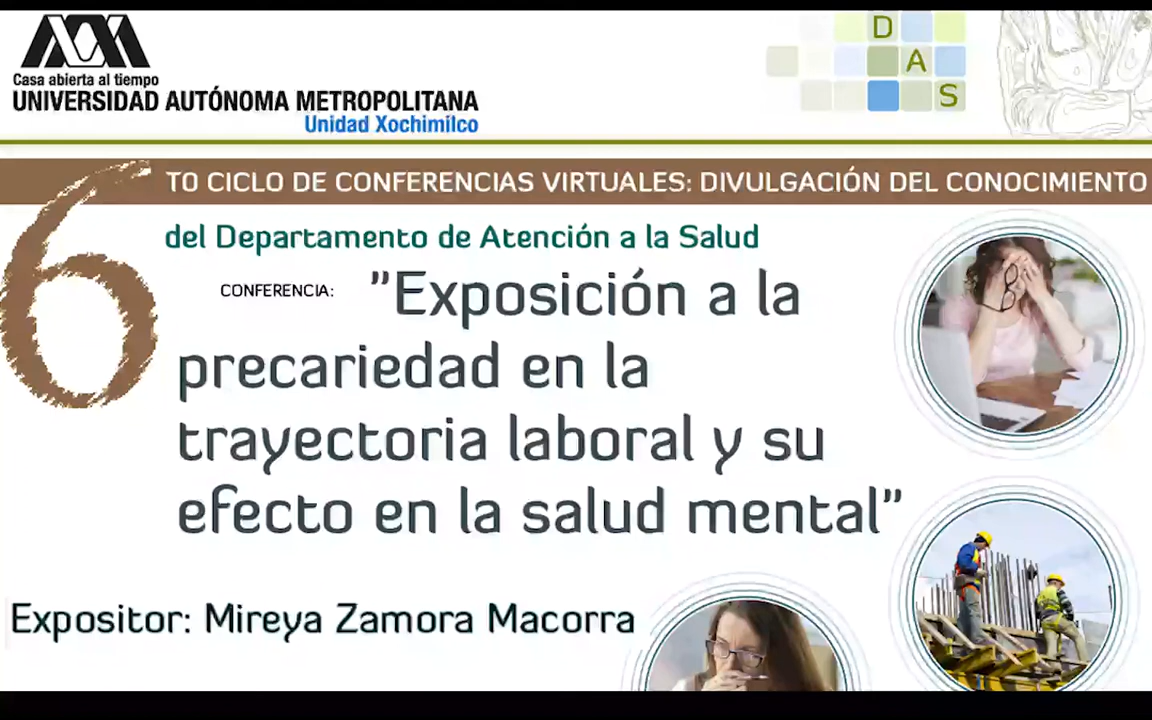 Casa abierta al tiempo
UNIVERSIDAD AUTÓNOMA METROPOLITANA
Unidad Xochimilco
D
A
S
6
TO CICLO DE CONFERENCIAS VIRTUALES: DIVULGACIÓN DEL CONOCIMIENTO
del Departamento de Atención a la Salud
CONFERENCIA: "Exposición a la
precariedad en la
trayectoria laboral y su
efecto en la salud mental"
Expositor: Mireya Zamora Macorra